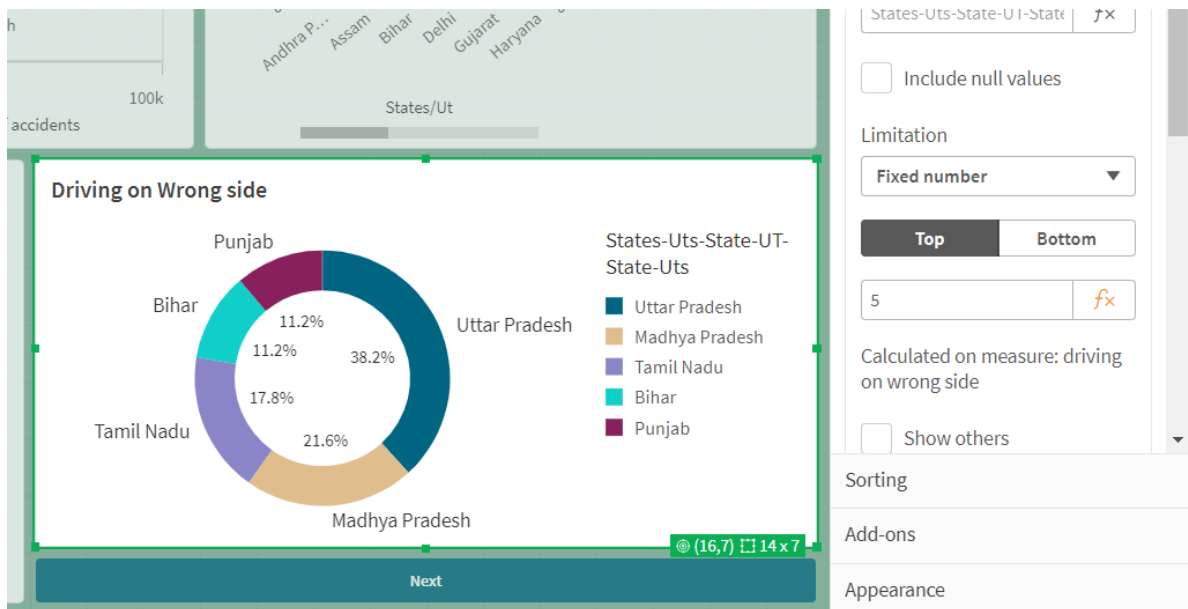 h
100k
accidents
Andhra P...
Assam
Bihar
Delhi
Gujarat
Haryana
States/Ut
Driving on Wrong side
Punjab
Bihar
Tamil Nadu
Madhya Pradesh
Uttar Pradesh
11.2%
11.2%
17.8%
21.6%
38.2%
States-Uts-State-UT-
State-Uts
Uttar Pradesh
Madhya Pradesh
Tamil Nadu
Bihar
Punjab
(16,7) 14 x 7
Next
States-Uts-State-UT-State
fx
Include null values
Limitation
Fixed number
Top Bottom
5 fx
Calculated on measure: driving
on wrong side
Show others
Sorting
Add-ons
Appearance